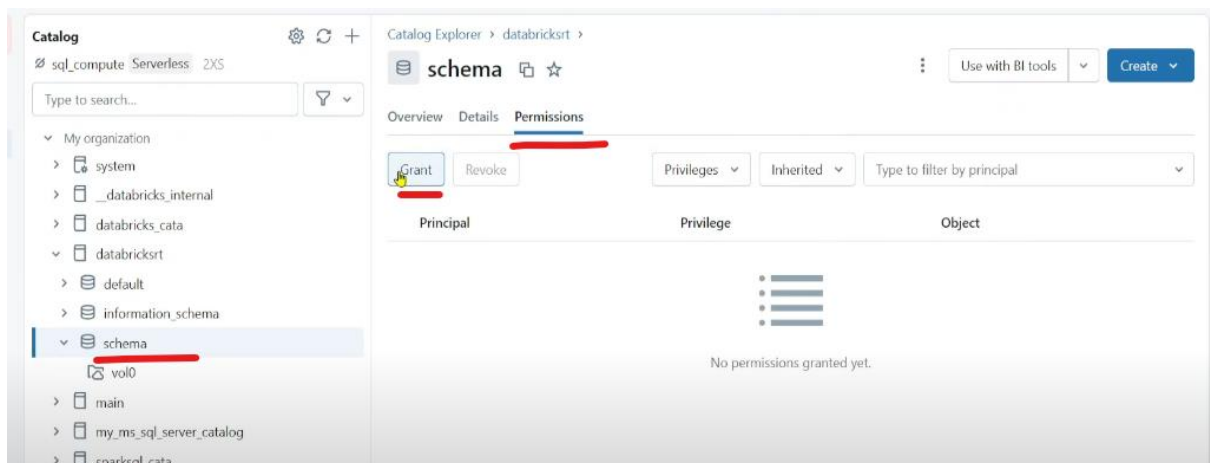 Catalog
sql_compute Serverless 2XS
Type to search...
My organization
system
__databricks_internal
databricks_cata
databricksrt
default
information_schema
schema
vol0
main
my_ms_sql_server_catalog
sparksql_cata
Catalog Explorer > databricksrt >
schema
Use with BI tools
Create
Overview Details Permissions
Grant Revoke Privileges Inherited Type to filter by principal
Principal Privilege Object
No permissions granted yet.